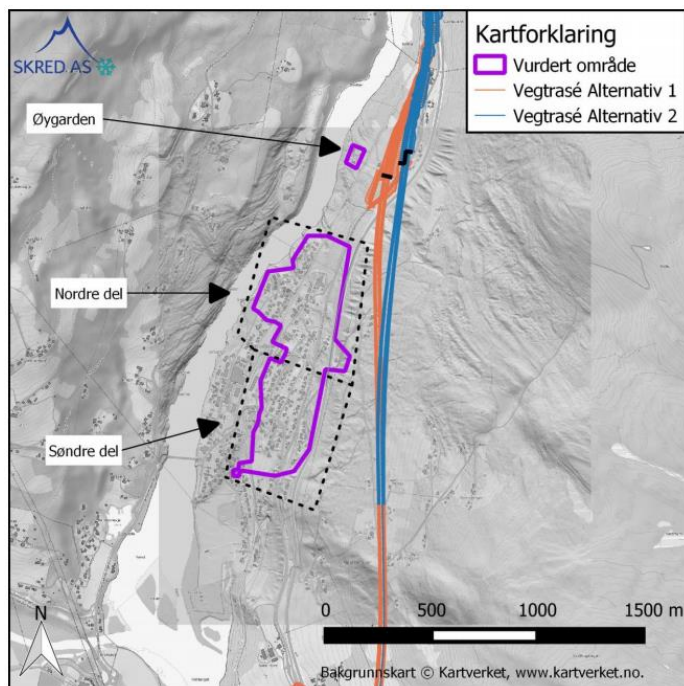 SKRED AS
Kartforklaring
Vurdert område
Vegtrasé Alternativ 1
Vegtrasé Alternativ 2
Øygarden
Nordre del
Søndre del
N
0 500 1000 1500 m
Bakgrunnskart © Kartverket, www.kartverket.no.